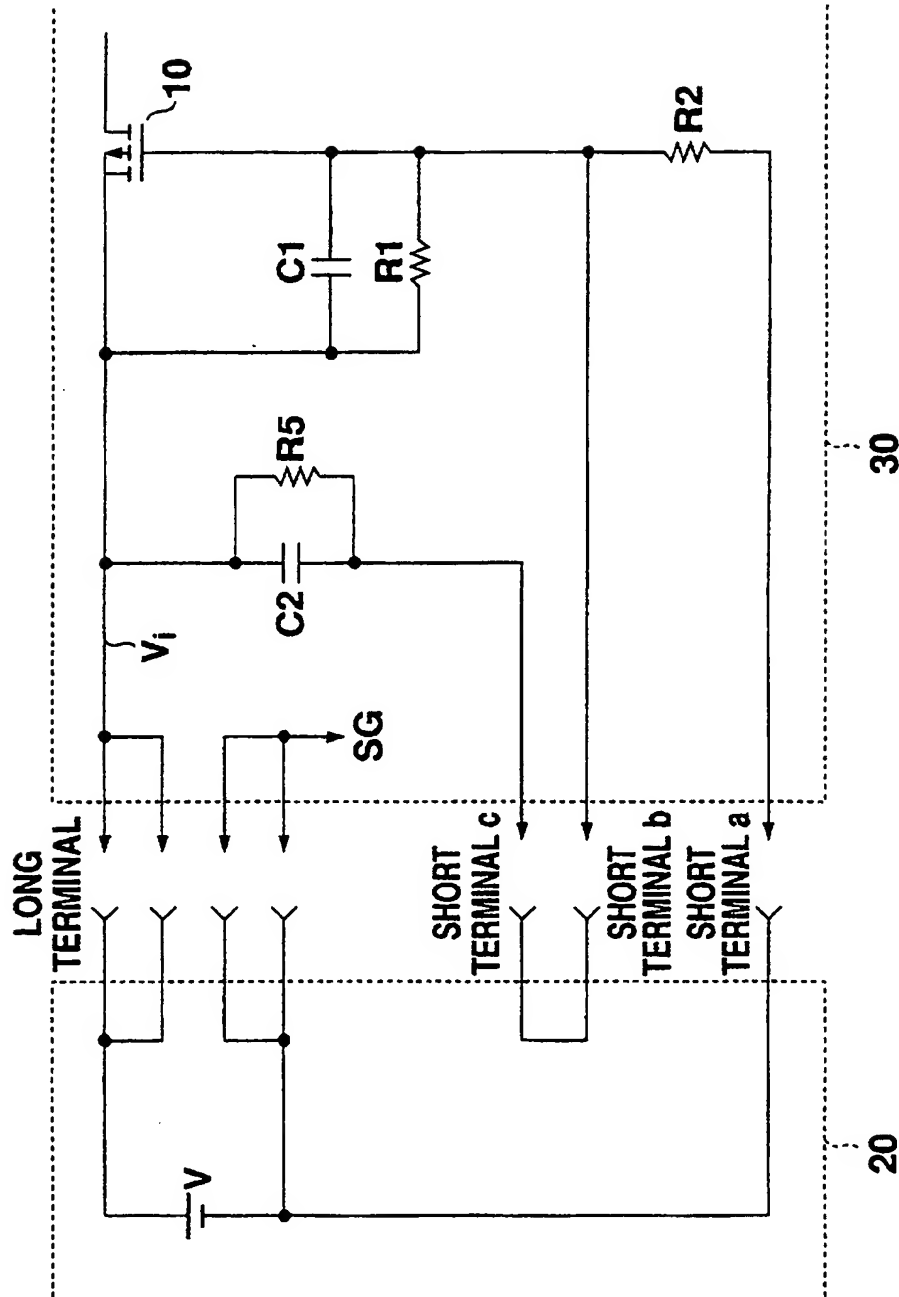 10
C1
R1
R2
R5
C2
Vi
SG
30
LONG
TERMINAL
SHORT
TERMINAL c
SHORT
TERMINAL b
SHORT
TERMINAL a
V
20